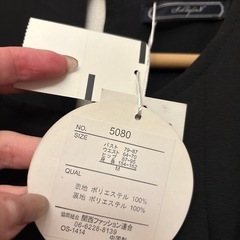 NO. 5080
SIZE
バスト 79-87
ウエスト 64-70
ヒップ 87-95
身長 154-162
M
QUAL
表地 ポリエステル 100%
裏地 ポリエステル 100%
協同組合 関西ファッション連合
06-6228-8139
OS-1414